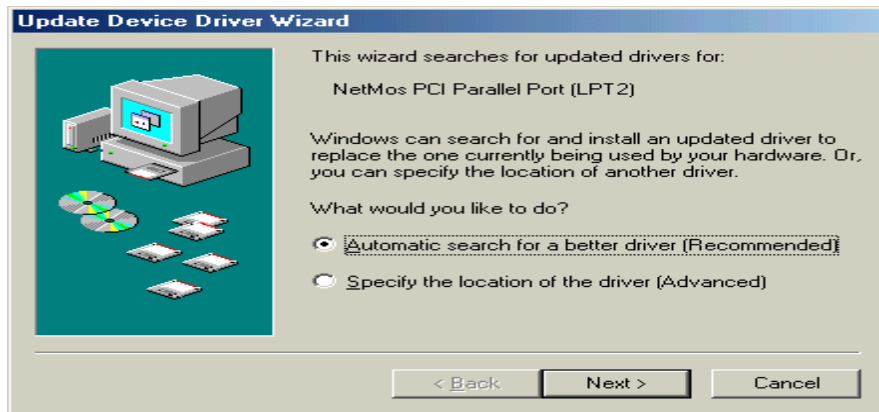 Update Device Driver Wizard
This wizard searches for updated drivers for:
NetMos PCI Parallel Port (LPT2)
Windows can search for and install an updated driver to
replace the one currently being used by your hardware. Or,
you can specify the location of another driver.
What would you like to do?
Automatic search for a better driver (Recommended)
Specify the location of the driver (Advanced)
< Back
Next >
Cancel